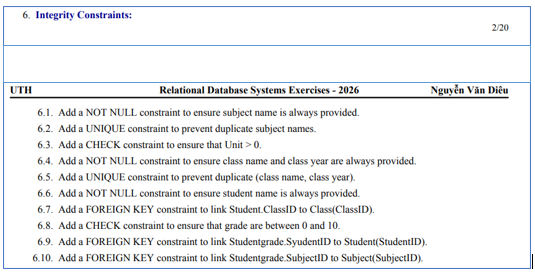 6. Integrity Constraints:
2/20
UTH Relational Database Systems Exercises - 2026 Nguyễn Văn Diêu
6.1. Add a NOT NULL constraint to ensure subject name is always provided.
6.2. Add a UNIQUE constraint to prevent duplicate subject names.
6.3. Add a CHECK constraint to ensure that Unit > 0.
6.4. Add a NOT NULL constraint to ensure class name and class year are always provided.
6.5. Add a UNIQUE constraint to prevent duplicate (class name, class year).
6.6. Add a NOT NULL constraint to ensure student name is always provided.
6.7. Add a FOREIGN KEY constraint to link Student.ClassID to Class(ClassID).
6.8. Add a CHECK constraint to ensure that grade are between 0 and 10.
6.9. Add a FOREIGN KEY constraint to link Studentgrade.SyudentID to Student(StudentID).
6.10. Add a FOREIGN KEY constraint to link Studentgrade.SubjectID to Subject(SubjectID).